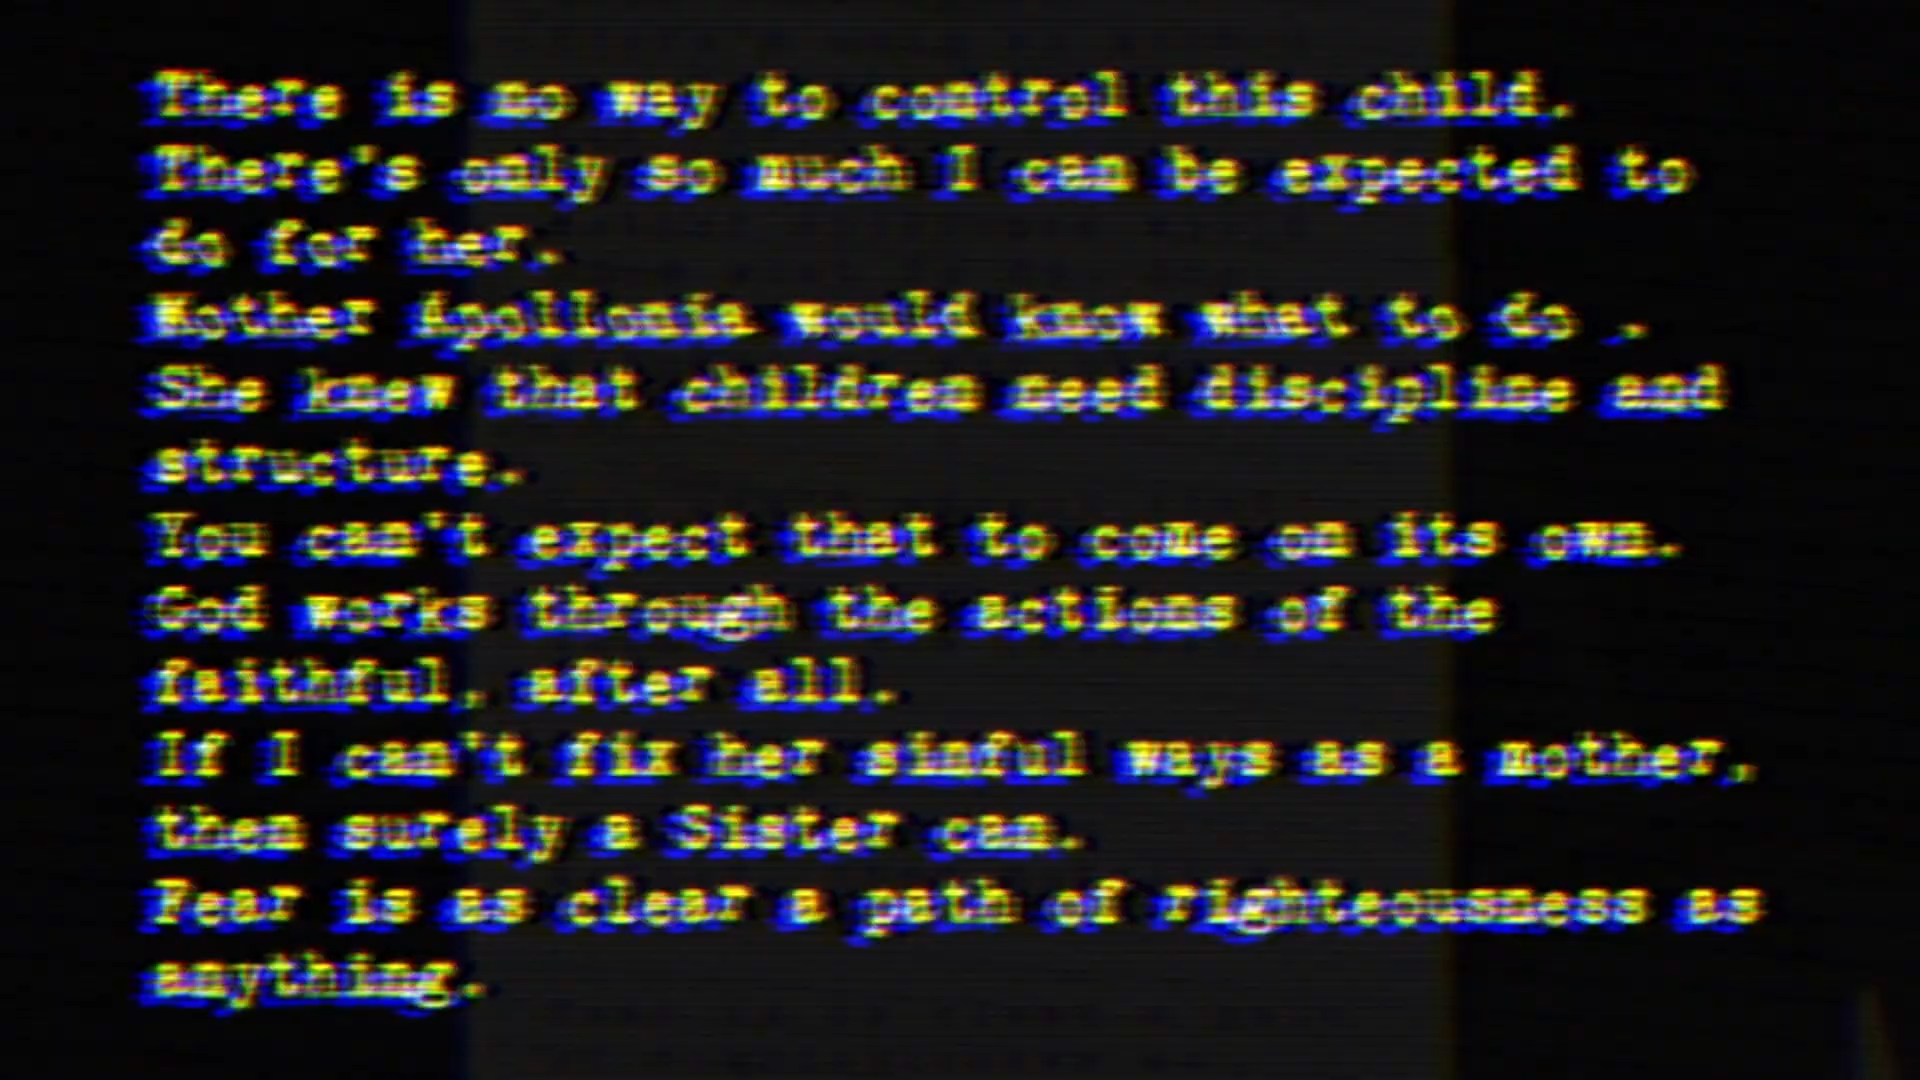 There is no way to control this child.
There's only so much I can be expected to
do for her.
Mother Apollonia would know what to do .
She knew that children need discipline and
structure.
You can't expect that to come on its own.
God works through the actions of the
faithful, after all.
If I can't fix her sinful ways as a mother,
then surely a Sister can.
Fear is as clear a path of righteousness as
anything.